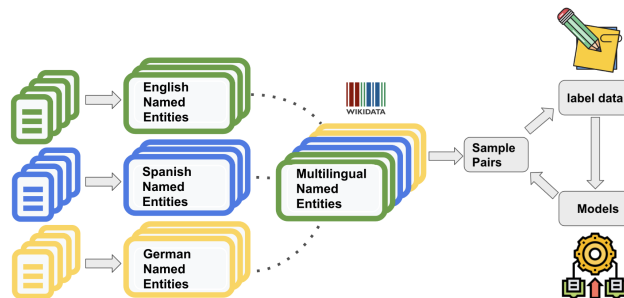 English
Named
Entities
WIKIDATA
label data
Sample
Pairs
Spanish
Named
Entities
Multilingual
Named
Entities
Models
German
Named
Entities